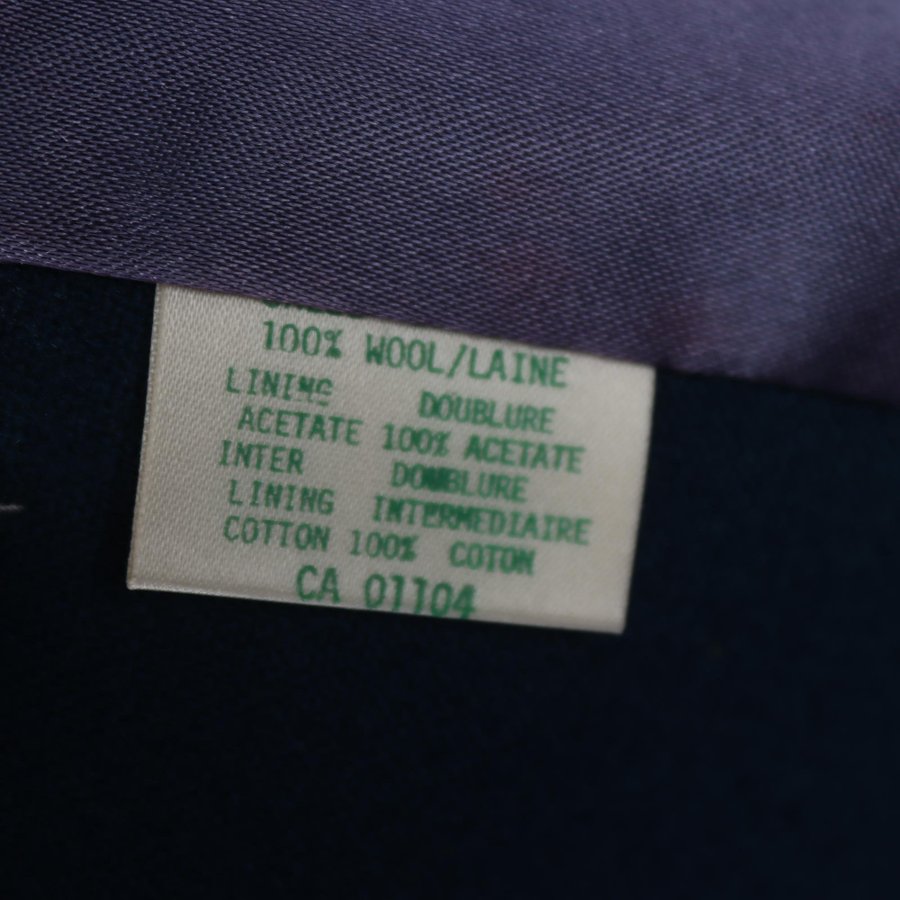 100% WOOL/LAINE
LINING DOUBLURE
ACETATE 100% ACETATE
INTER DOUBLURE
LINING INTERMEDIAIRE
COTTON 100% COTON
CA 01104